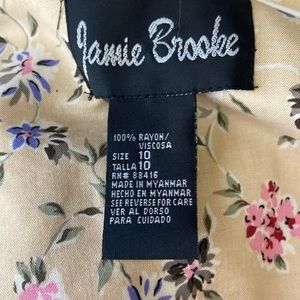 Jamie Brooke
100% RAYON/
VISCOSA
SIZE 10
TALLA 10
RN# 88416
MADE IN MYANMAR
HECHO EN MYANMAR
SEE REVERSE FOR CARE
VER AL DORSO
PARA CUIDADO